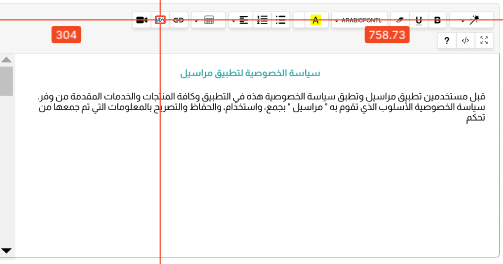 ARABICFONTL
A
U
B
304
758.73
?
سياسة الخصوصية لتطبيق مراسيل
قبل مستخدمين تطبيق مراسيل وتطبق سياسة الخصوصية هذه في التطبيق وكافة المنتجات والخدمات المقدمة من وفر.
سياسة الخصوصية الأسلوب الذي تقوم به " مراسيل " بجمع، واستخدام، والحفاظ والتصريح بالمعلومات التي تم جمعها من
تحكم